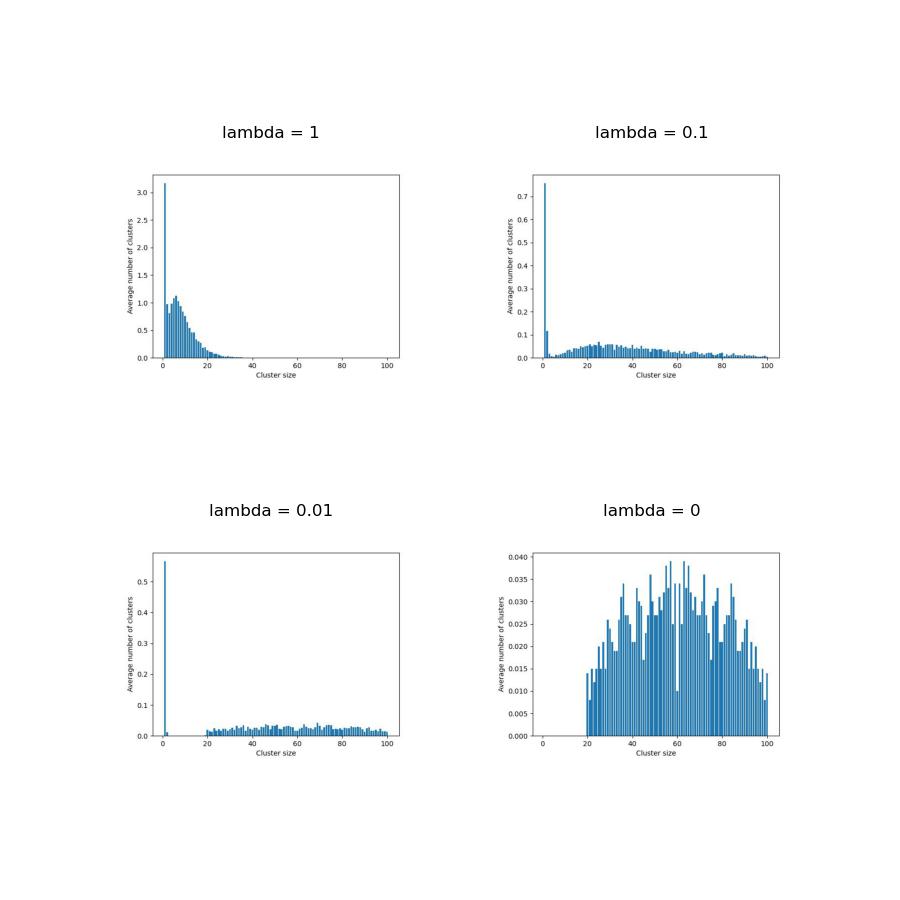 lambda = 1
lambda = 0.1
3.0
2.5
2.0
1.5
1.0
0.5
0.0
Average number of clusters
0 20 40 60 80 100
Cluster size
0.7
0.6
0.5
0.4
0.3
0.2
0.1
0.0
Average number of clusters
0 20 40 60 80 100
Cluster size
lambda = 0.01
lambda = 0
0.5
0.4
0.3
0.2
0.1
0.0
Average number of clusters
0 20 40 60 80 100
Cluster size
0.040
0.035
0.030
0.025
0.020
0.015
0.010
0.005
0.000
Average number of clusters
0 20 40 60 80 100
Cluster size